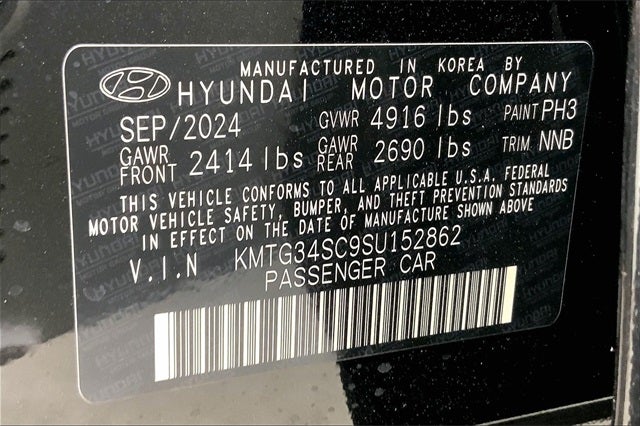 MANUFACTURED IN KOREA BY
HYUNDAI MOTOR COMPANY
SEP/2024 GVWR 4916 lbs PAINT PH3
GAWR FRONT 2414 lbs GAWR REAR 2690 lbs TRIM NNB
THIS VEHICLE CONFORMS TO ALL APPLICABLE U.S.A. FEDERAL
MOTOR VEHICLE SAFETY, BUMPER, AND THEFT PREVENTION STANDARDS
IN EFFECT ON THE DATE OF MANUFACTURE SHOWN ABOVE
V.I.N KMTG34SC9SU152862
PASSENGER CAR